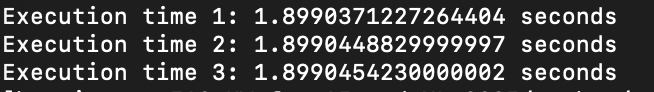 Execution time 1: 1.8990371227264404 seconds
Execution time 2: 1.8990448829999997 seconds
Execution time 3: 1.8990454230000002 seconds